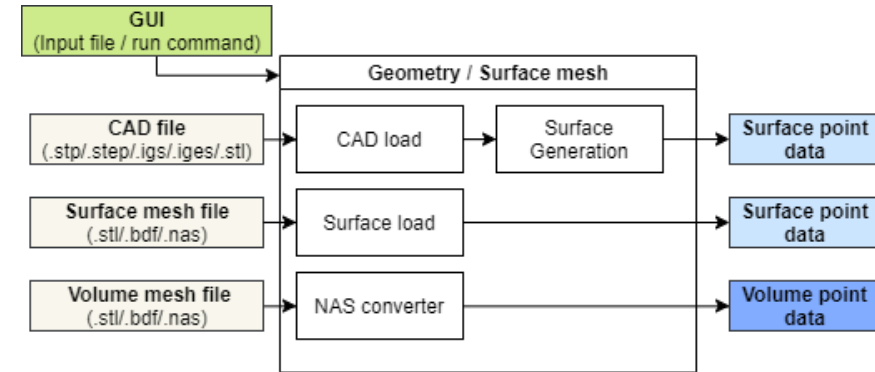 GUI
(Input file / run command)
Geometry / Surface mesh
CAD file
(.stp/.step/.igs/.iges/.stl)
CAD load
Surface
Generation
Surface point
data
Surface mesh file
(.stl/.bdf/.nas)
Surface load
Surface point
data
Volume mesh file
(.stl/.bdf/.nas)
NAS converter
Volume point
data